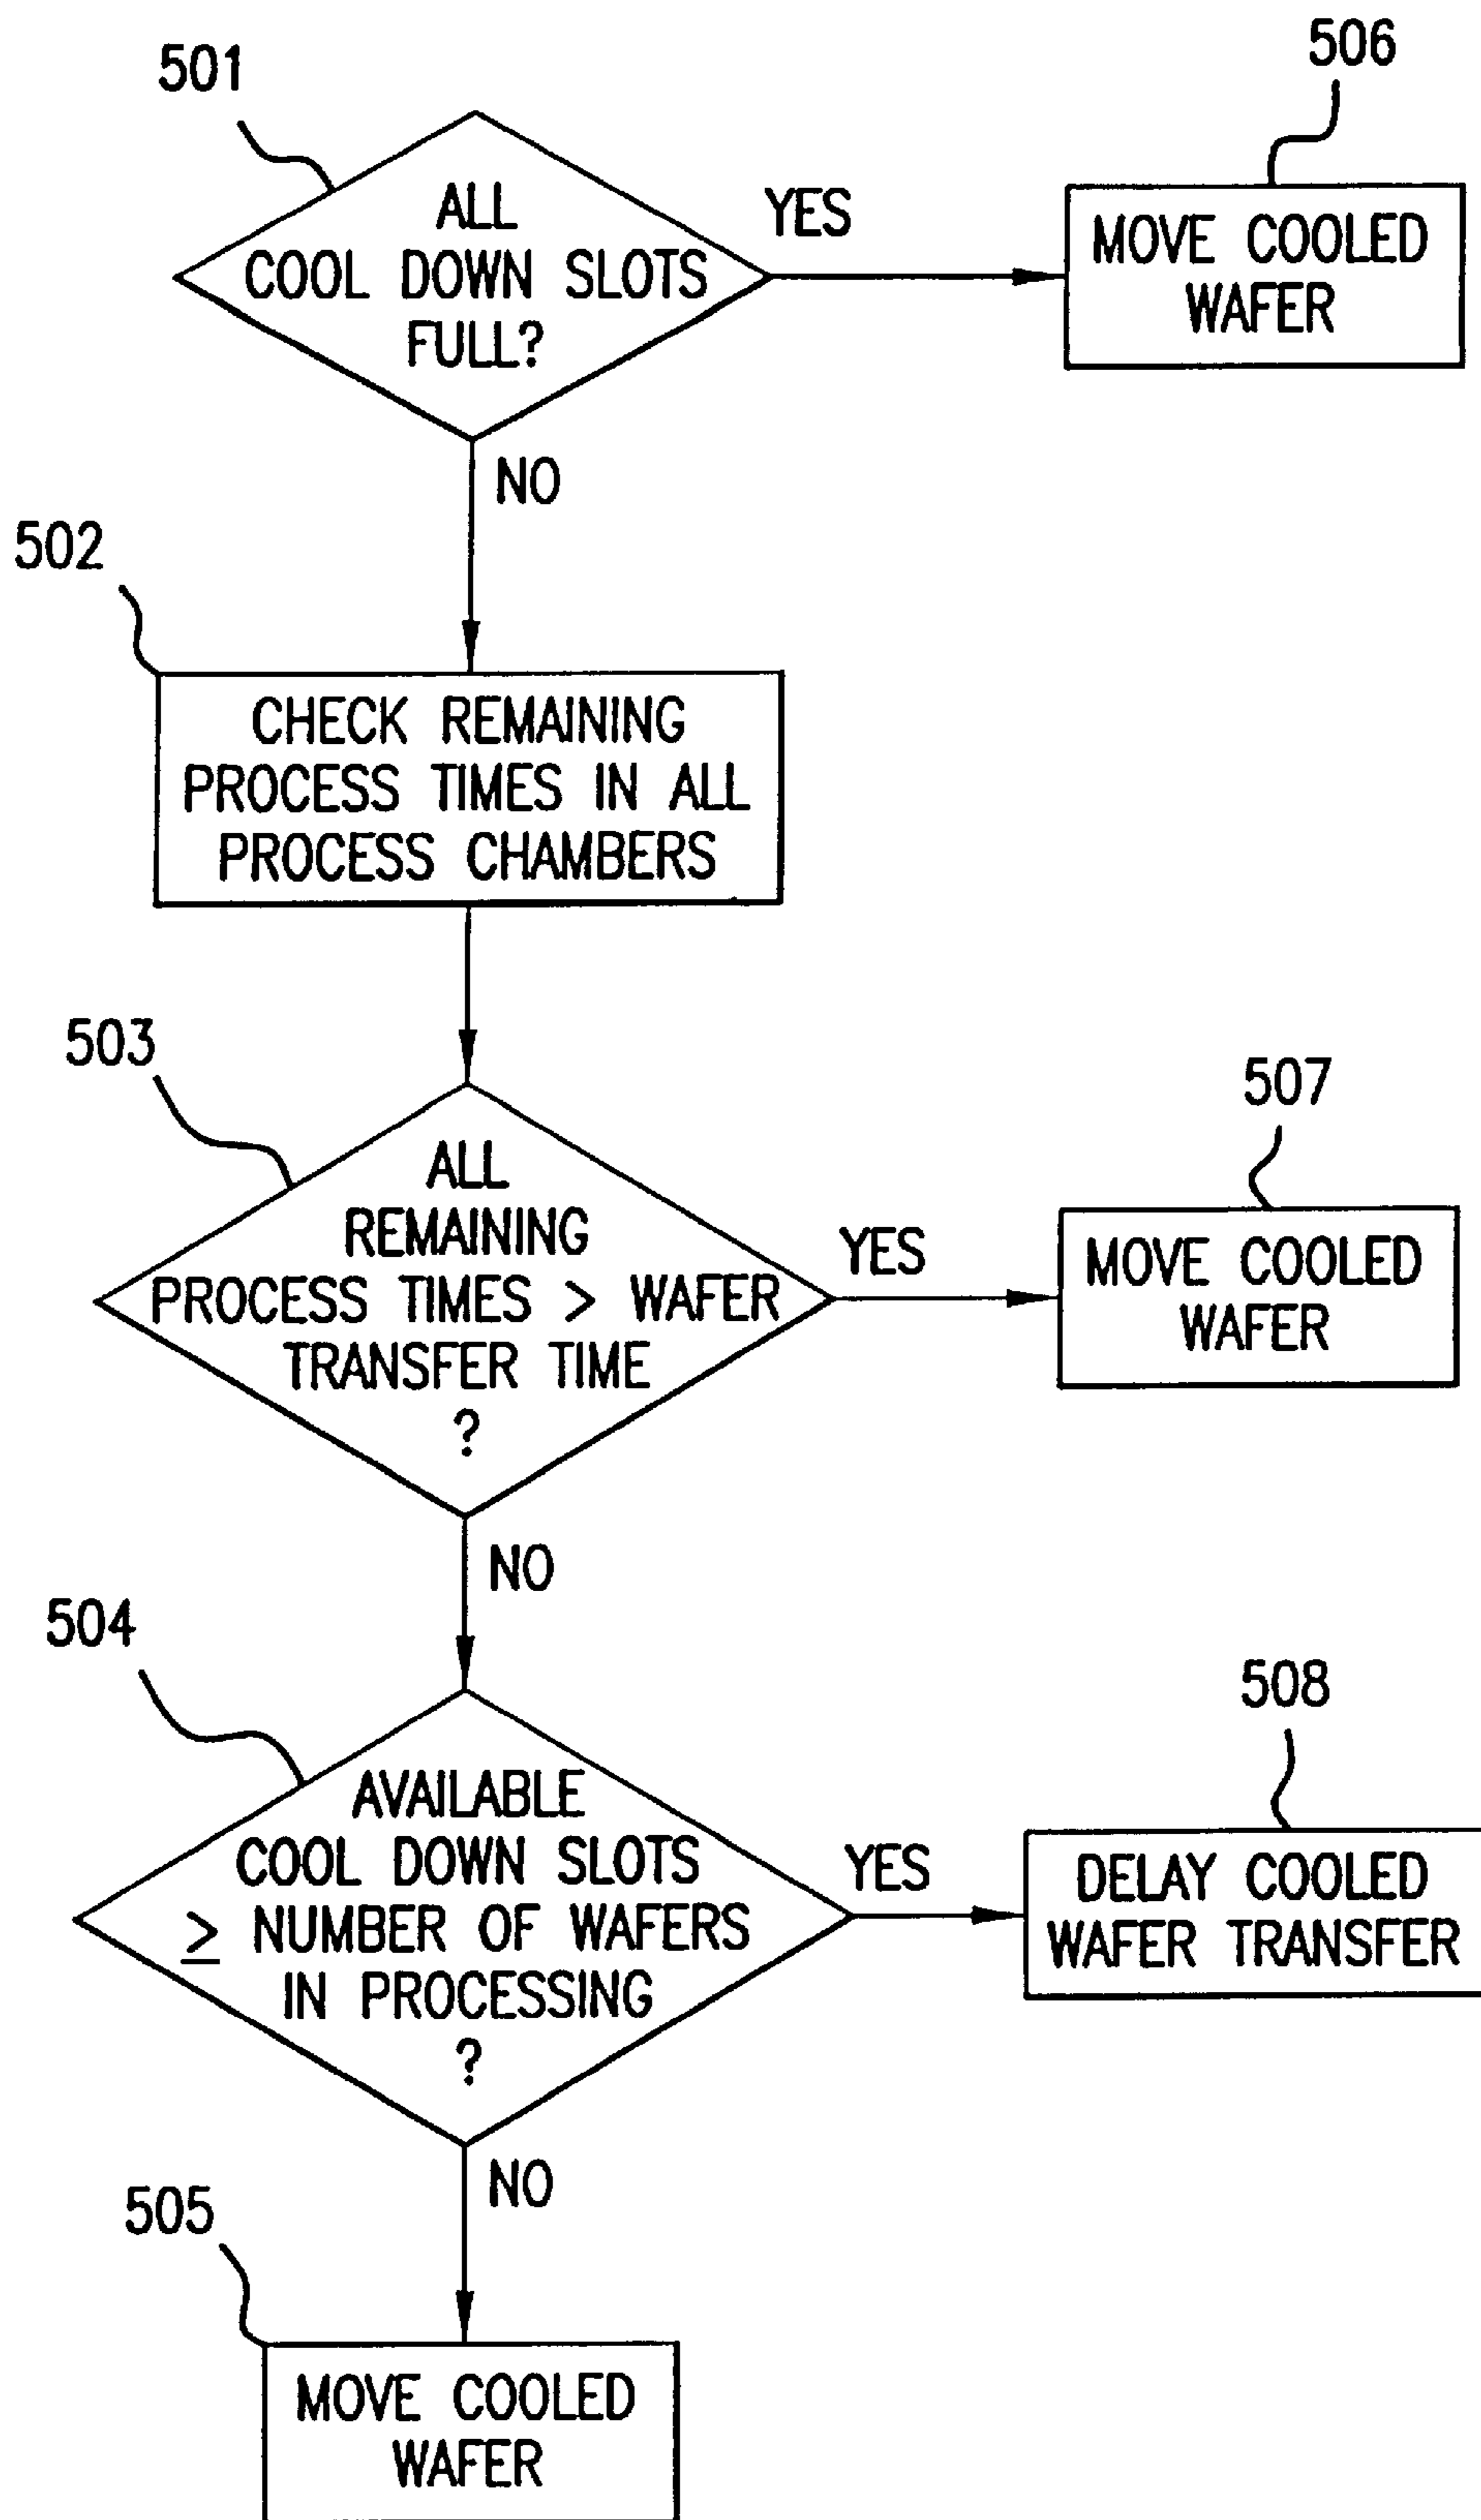 501
506
ALL
COOL DOWN SLOTS
FULL?
YES
MOVE COOLED
WAFER
NO
502
CHECK REMAINING
PROCESS TIMES IN ALL
PROCESS CHAMBERS
503
507
ALL
REMAINING
PROCESS TIMES > WAFER
TRANSFER TIME
?
YES
MOVE COOLED
WAFER
NO
504
508
AVAILABLE
COOL DOWN SLOTS
≥ NUMBER OF WAFERS
IN PROCESSING
?
YES
DELAY COOLED
WAFER TRANSFER
NO
505
MOVE COOLED
WAFER